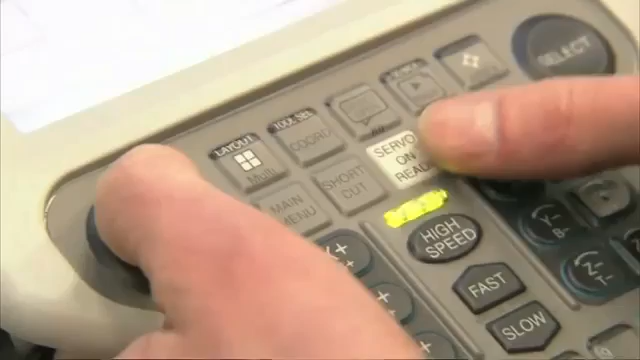 SELECT
LAYOUT
TOOL SEL
COORD
Multi
SERVO
ON
READY
SHORT
CUT
MAIN
MENU
HIGH
SPEED
X+
Y-
B-
Z-
T-
FAST
SLOW